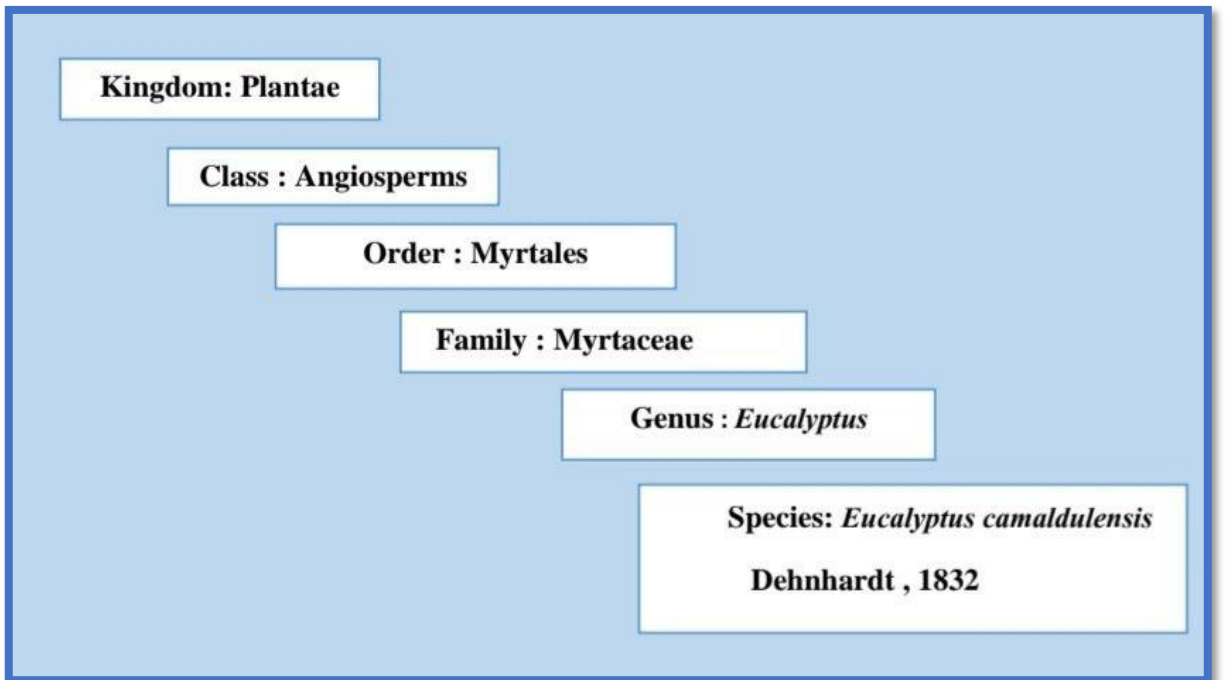 Kingdom: Plantae
Class : Angiosperms
Order : Myrtales
Family : Myrtaceae
Genus : Eucalyptus
Species: Eucalyptus camaldulensis
Dehnhardt , 1832